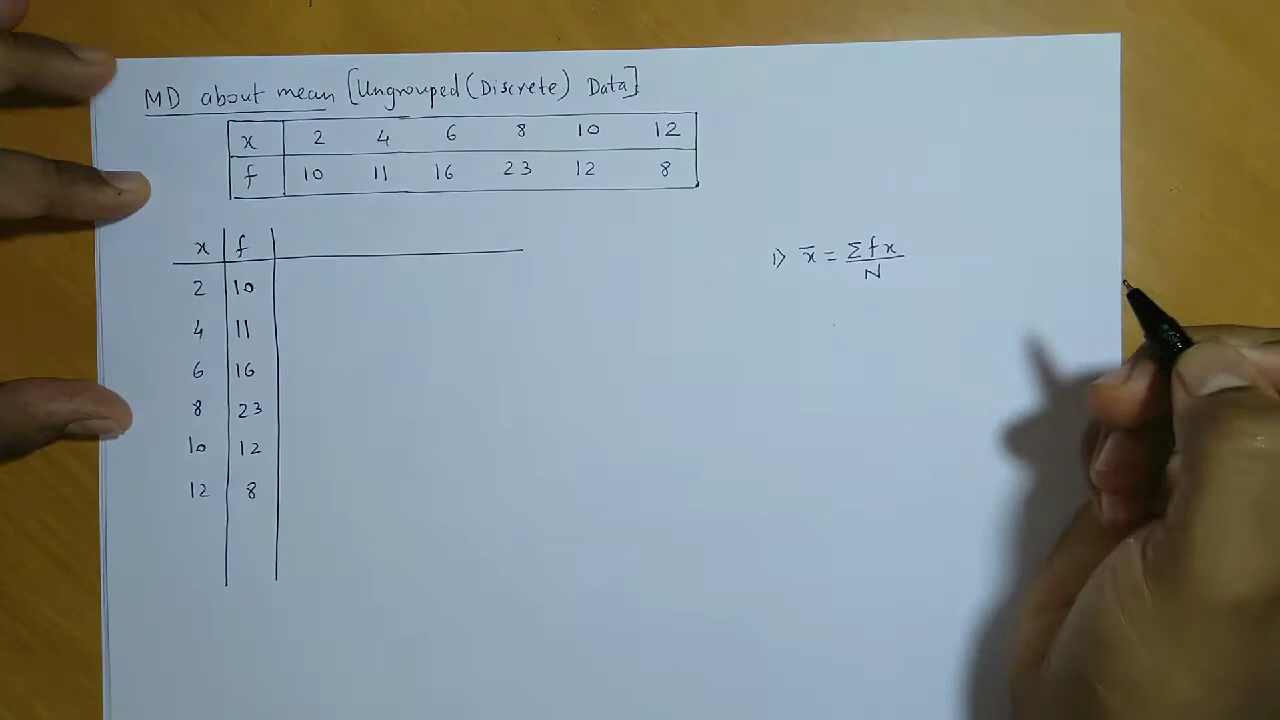 MD about mean [Ungrouped (Discrete) Data]
x 2 4 6 8 10 12
f 10 11 16 23 12 8
x f
2 10
4 11
6 16
8 23
10 12
12 8
1) x̄ = Σfx / N